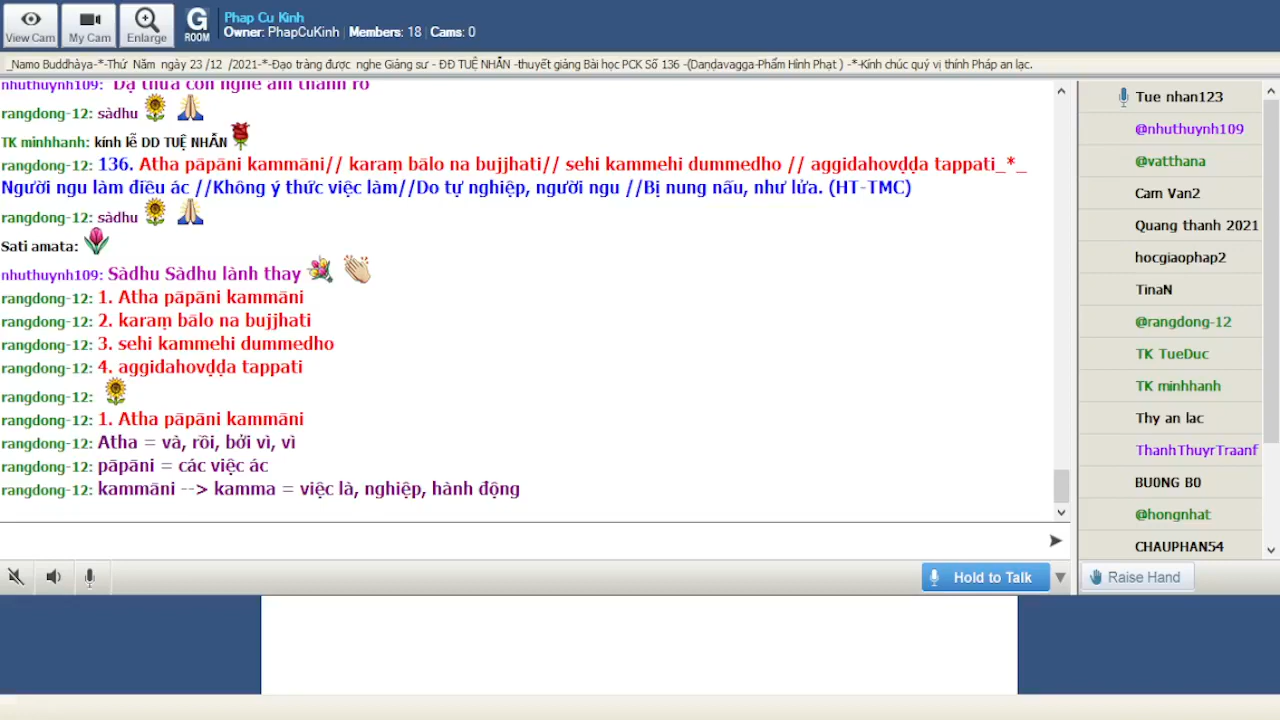 View Cam
My Cam
Enlarge
G
ROOM
Phap Cu Kinh
Owner: PhapCuKinh | Members: 18 | Cams: 0
_Namo Buddhàya-*-Thứ Năm ngày 23 /12 /2021-*-Đạo tràng được nghe Giảng sư - ĐĐ TUỆ NHẪN -thuyết giảng Bài học PCK Số 136 -(Daṇdavagga-Phẩm Hình Phạt ) -*-Kính chúc quý vị thính Pháp an lạc.
nhuthuynh109: Dạ thưa con nghe âm thanh rõ
rangdong-12: sàdhu
TK minhhanh: kính lễ DD TUỆ NHẪN
rangdong-12: 136. Atha pāpāni kammāni// karaṃ bālo na bujjhati// sehi kammehi dummedho // aggidahovḍḍa tappati_*_
Người ngu làm điều ác //Không ý thức việc làm//Do tự nghiệp, người ngu //Bị nung nấu, như lửa. (HT-TMC)
rangdong-12: sàdhu
Sati amata:
nhuthuynh109: Sàdhu Sàdhu lành thay
rangdong-12: 1. Atha pāpāni kammāni
rangdong-12: 2. karaṃ bālo na bujjhati
rangdong-12: 3. sehi kammehi dummedho
rangdong-12: 4. aggidahovḍḍa tappati
rangdong-12:
rangdong-12: 1. Atha pāpāni kammāni
rangdong-12: Atha = và, rồi, bởi vì, vì
rangdong-12: pāpāni = các việc ác
rangdong-12: kammāni --> kamma = việc là, nghiệp, hành động
Hold to Talk
Tue nhan123
@nhuthuynh109
@vatthana
Cam Van2
Quang thanh 2021
hocgiaophap2
TinaN
@rangdong-12
TK TueDuc
TK minhhanh
Thy an lac
ThanhThuyrTraanf
BU0NG B0
@hongnhat
CHAUPHAN54
Raise Hand